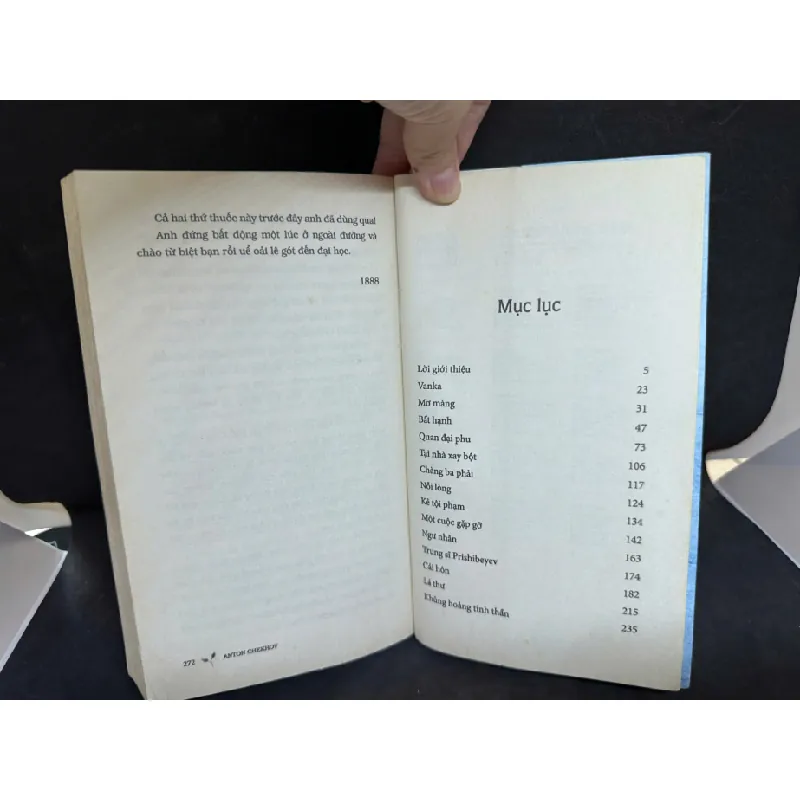 Cả hai thứ thuốc này trước đây anh đã dùng qua!
Anh đứng bất động một lúc ở ngoài đường và
chào từ biệt bạn rồi uể oải lê gót đến đại học.
1888
272 ANTON CHEKHOV
Mục lục
Lời giới thiệu 5
Vanka 23
Mơ màng 31
Bất hạnh 47
Quan đại phu 73
Tại nhà xay bột 106
Chàng ba phải 117
Nỗi lòng 124
Kẻ tội phạm 134
Một cuộc gặp gỡ 142
Ngư nhân 163
Trung sĩ Prishibeyev 174
Cái hôn 182
Lá thư 215
Khủng hoảng tinh thần 235